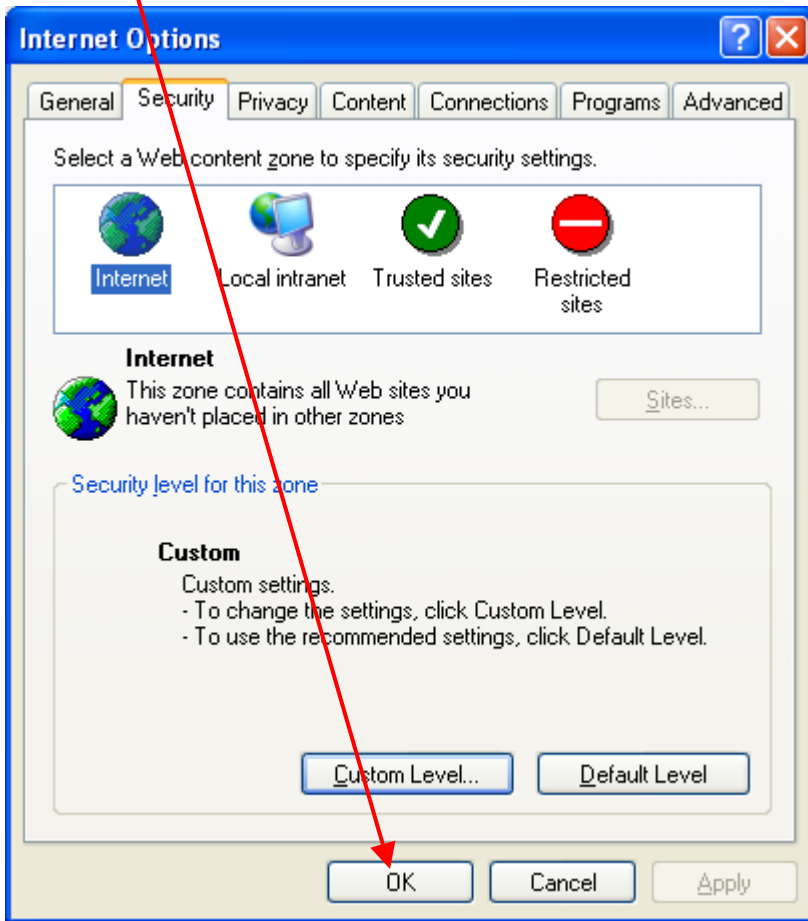 Internet Options
?
General Security Privacy Content Connections Programs Advanced
Select a Web content zone to specify its security settings.
Internet Local intranet Trusted sites Restricted
sites
Internet
This zone contains all Web sites you
haven't placed in other zones
Sites...
Security level for this zone
Custom
Custom settings.
- To change the settings, click Custom Level.
- To use the recommended settings, click Default Level.
Custom Level... Default Level
OK Cancel Apply